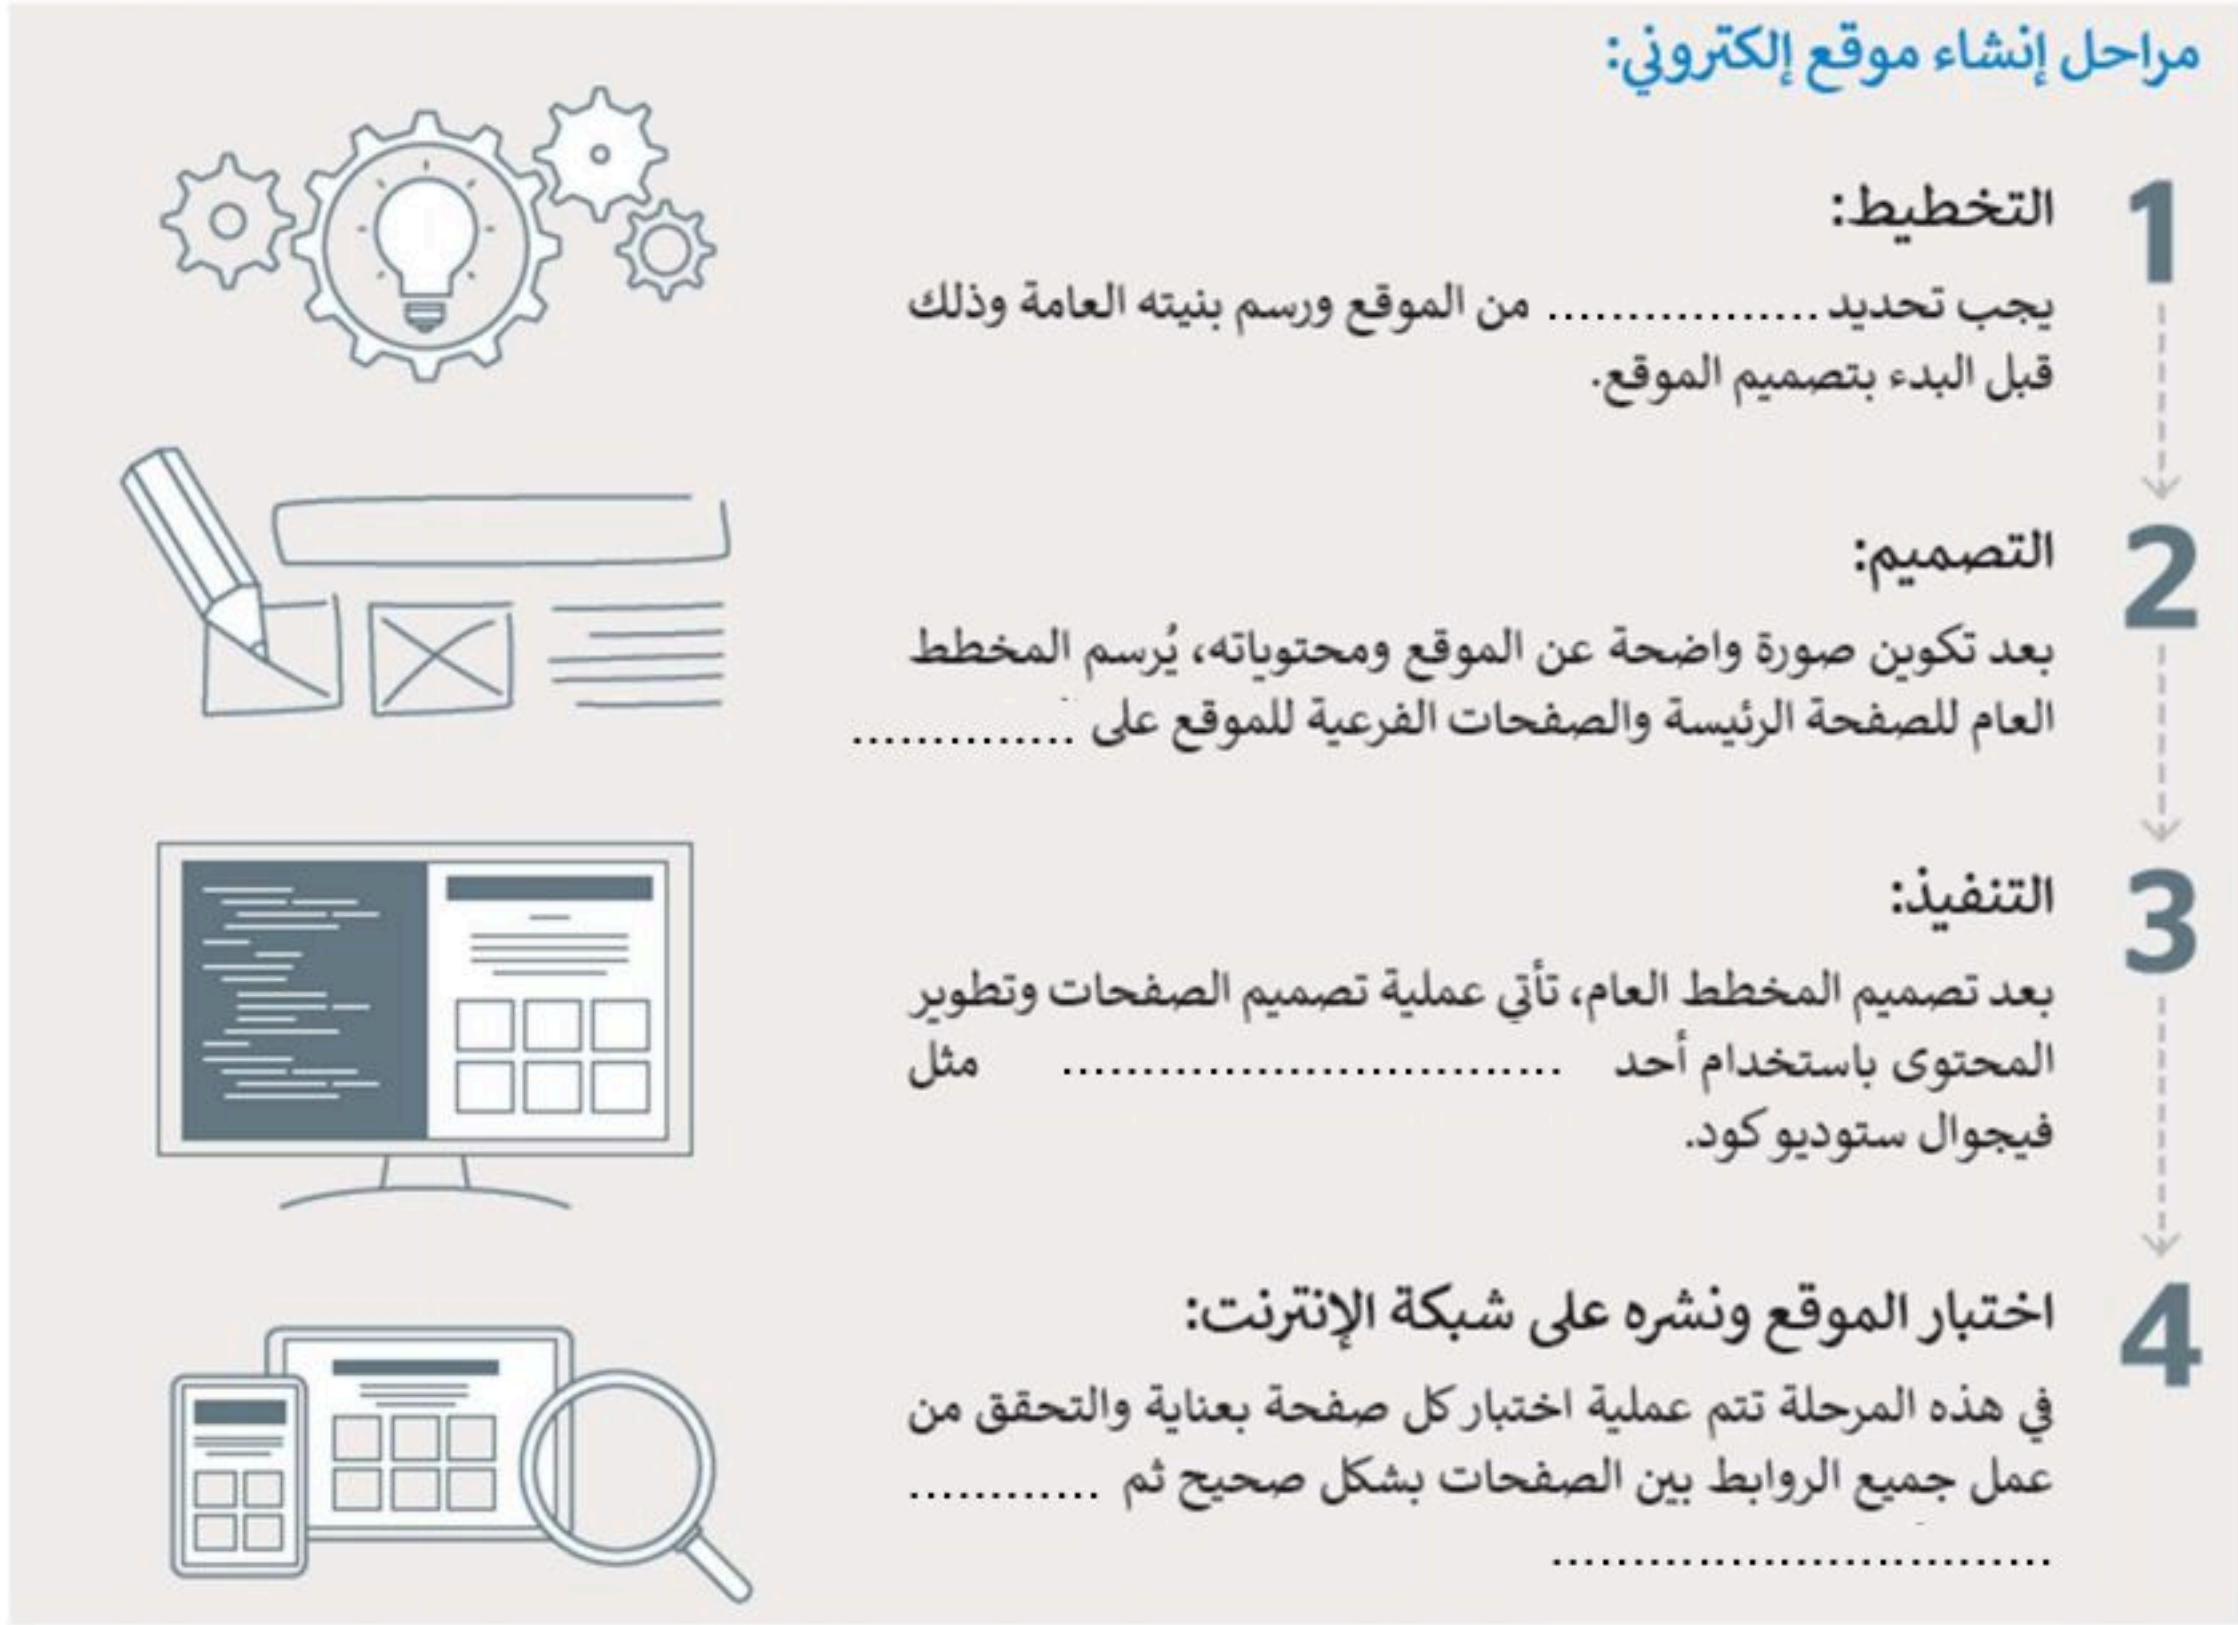 مراحل إنشاء موقع إلكتروني:
1
التخطيط:
يجب تحديد ................. من الموقع ورسم بنيته العامة وذلك
قبل البدء بتصميم الموقع.
2
التصميم:
بعد تكوين صورة واضحة عن الموقع ومحتوياته، يُرسم المخطط
العام للصفحة الرئيسة والصفحات الفرعية للموقع على ..............
3
التنفيذ:
بعد تصميم المخطط العام، تأتي عملية تصميم الصفحات وتطوير
المحتوى باستخدام أحد ............................... مثل
فيجوال ستوديو كود.
4
اختبار الموقع ونشره على شبكة الإنترنت:
في هذه المرحلة تتم عملية اختبار كل صفحة بعناية والتحقق من
عمل جميع الروابط بين الصفحات بشكل صحيح ثم ............
...............................